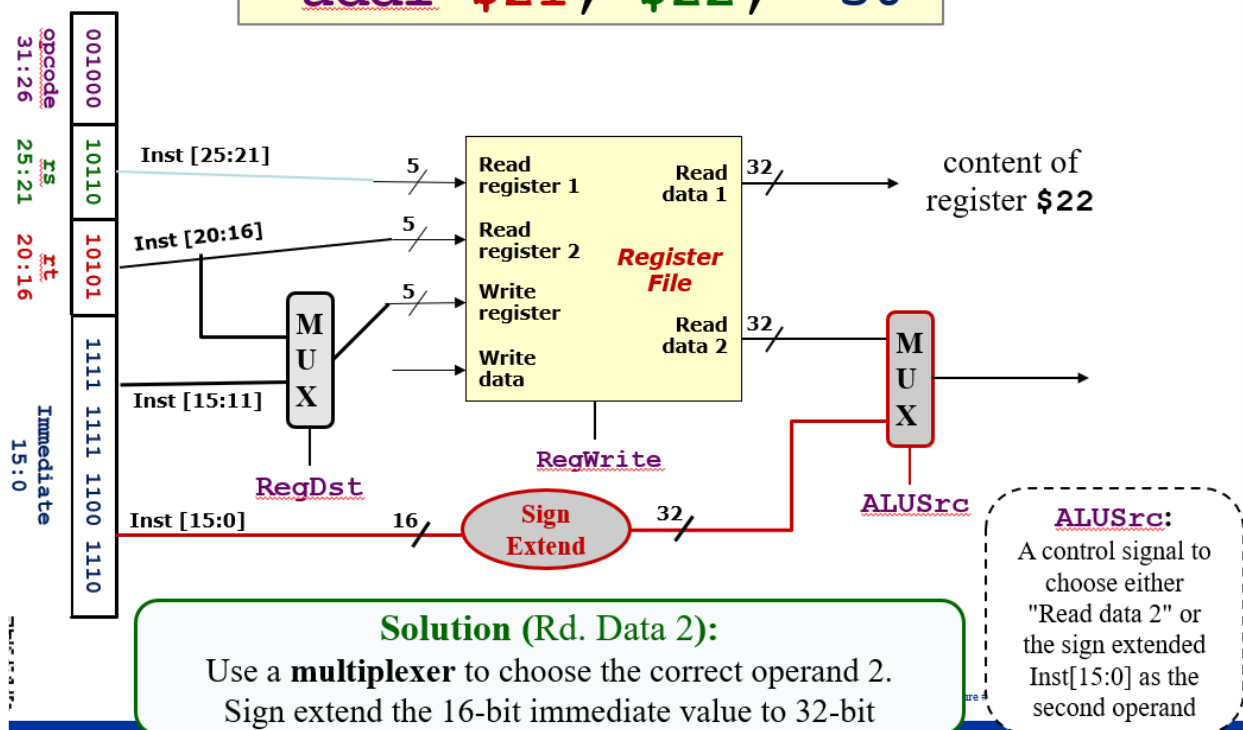 addi $21, $22, -50
opcode
31:26
001000
rs
25:21
10110
rt
20:16
10101
Immediate
15:0
1111 1111 1100 1110
Inst [25:21]
5
Inst [20:16]
5
5
Inst [15:11]
M
U
X
RegDst
Read
register 1
Read
register 2
Write
register
Write
data
Read
data 1
Register
File
Read
data 2
32
32
RegWrite
content of
register $22
M
U
X
ALUSrc
Inst [15:0]
16
Sign
Extend
32
ALUSrc:
A control signal to
choose either
"Read data 2" or
the sign extended
Inst[15:0] as the
second operand
Solution (Rd. Data 2):
Use a multiplexer to choose the correct operand 2.
Sign extend the 16-bit immediate value to 32-bit